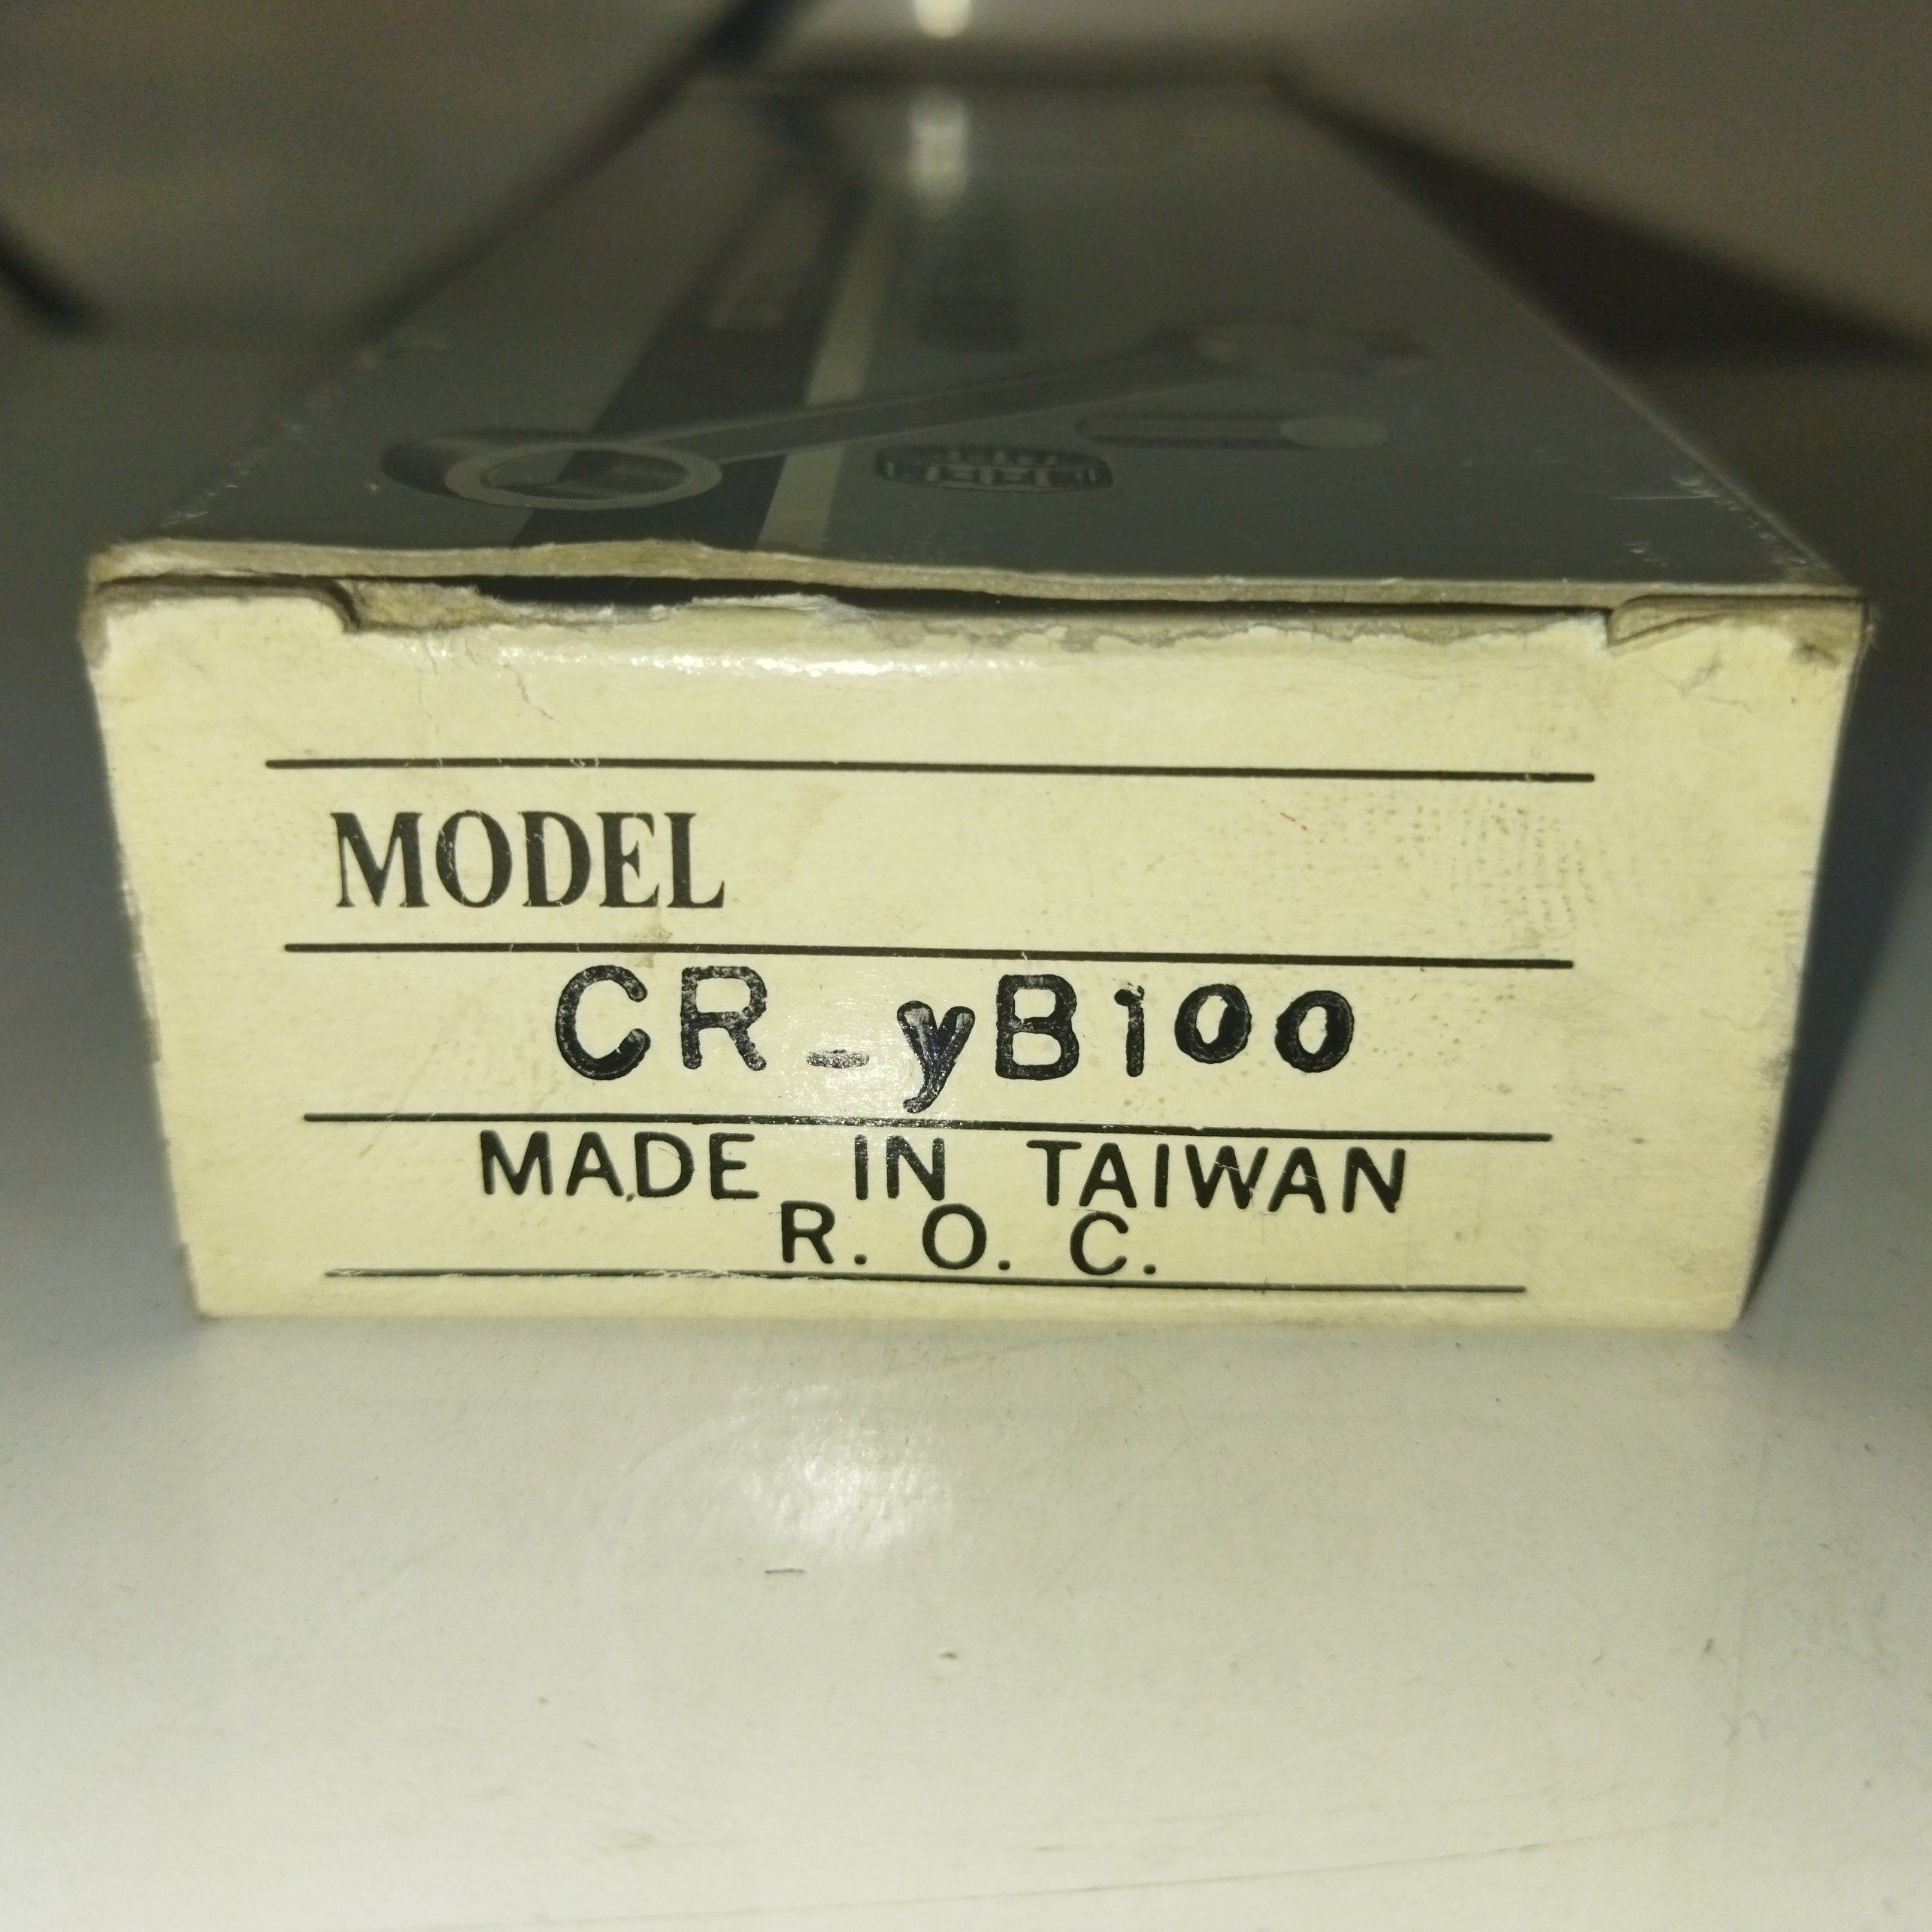 MODEL
CR-yB100
MADE IN TAIWAN
R. O. C.